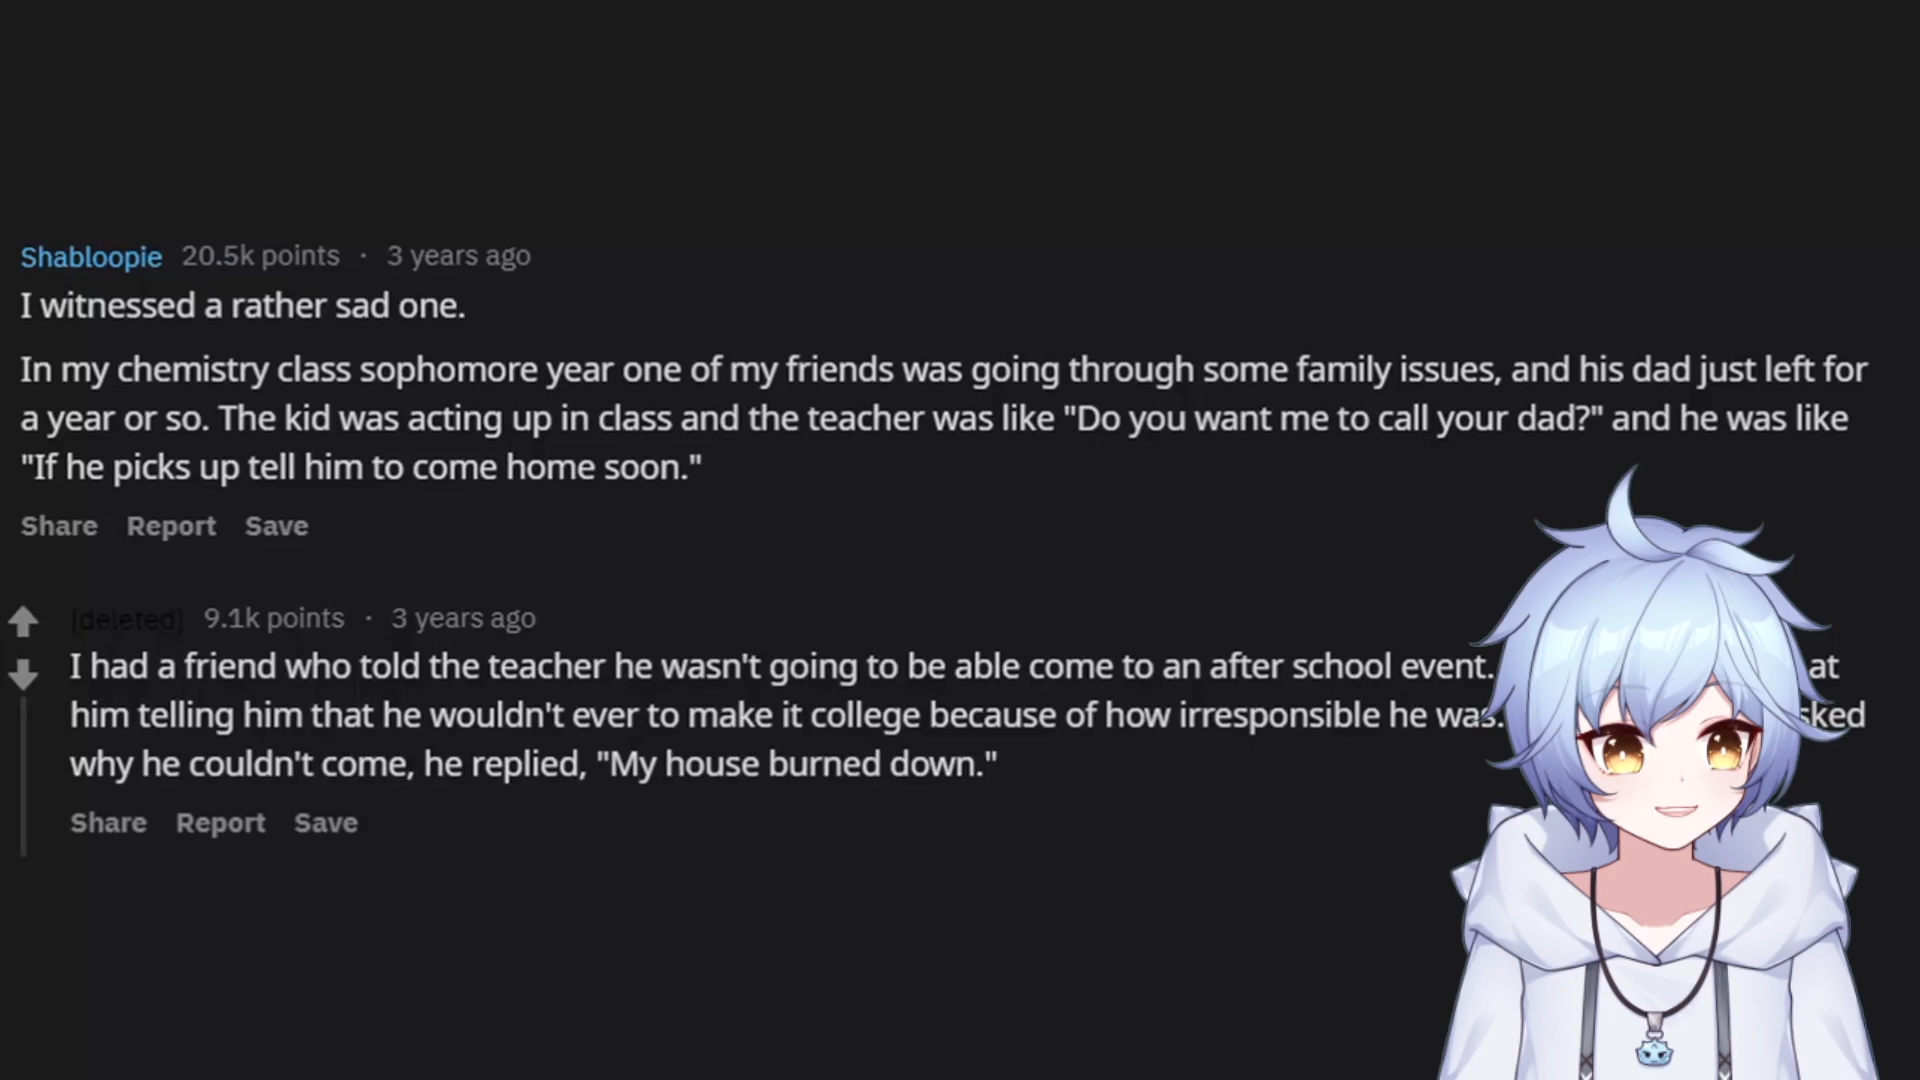 Shabloopie 20.5k points · 3 years ago
I witnessed a rather sad one.
In my chemistry class sophomore year one of my friends was going through some family issues, and his dad just left for
a year or so. The kid was acting up in class and the teacher was like "Do you want me to call your dad?" and he was like
"If he picks up tell him to come home soon."
Share Report Save
[deleted] 9.1k points · 3 years ago
I had a friend who told the teacher he wasn't going to be able come to an after school event. at
him telling him that he wouldn't ever to make it college because of how irresponsible he was.
why he couldn't come, he replied, "My house burned down."
Share Report Save